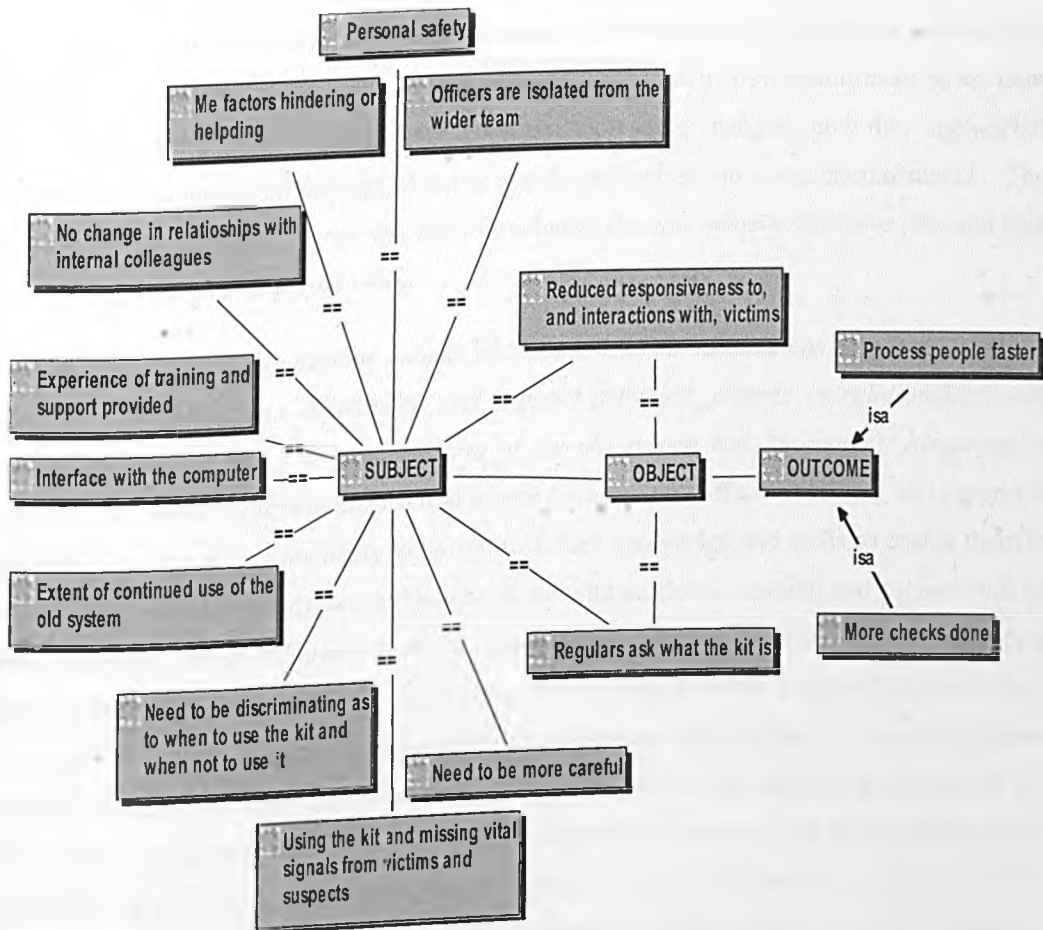 Personal safety
Me factors hindering or
helpding
Officers are isolated from the
wider team
No change in relatioships with
internal colleagues
==
==
==
Reduced responsiveness to,
and interactions with, victims
Process people faster
Experience of training and
support provided
==
==
==
isa
Interface with the computer
==
==
SUBJECT
OBJECT
OUTCOME
Extent of continued use of the
old system
==
==
==
==
isa
==
==
Regulars ask what the kit is
More checks done
Need to be discriminating as
to when to use the kit and
when not to use it
Need to be more careful
Using the kit and missing vital
signals from victims and
suspects